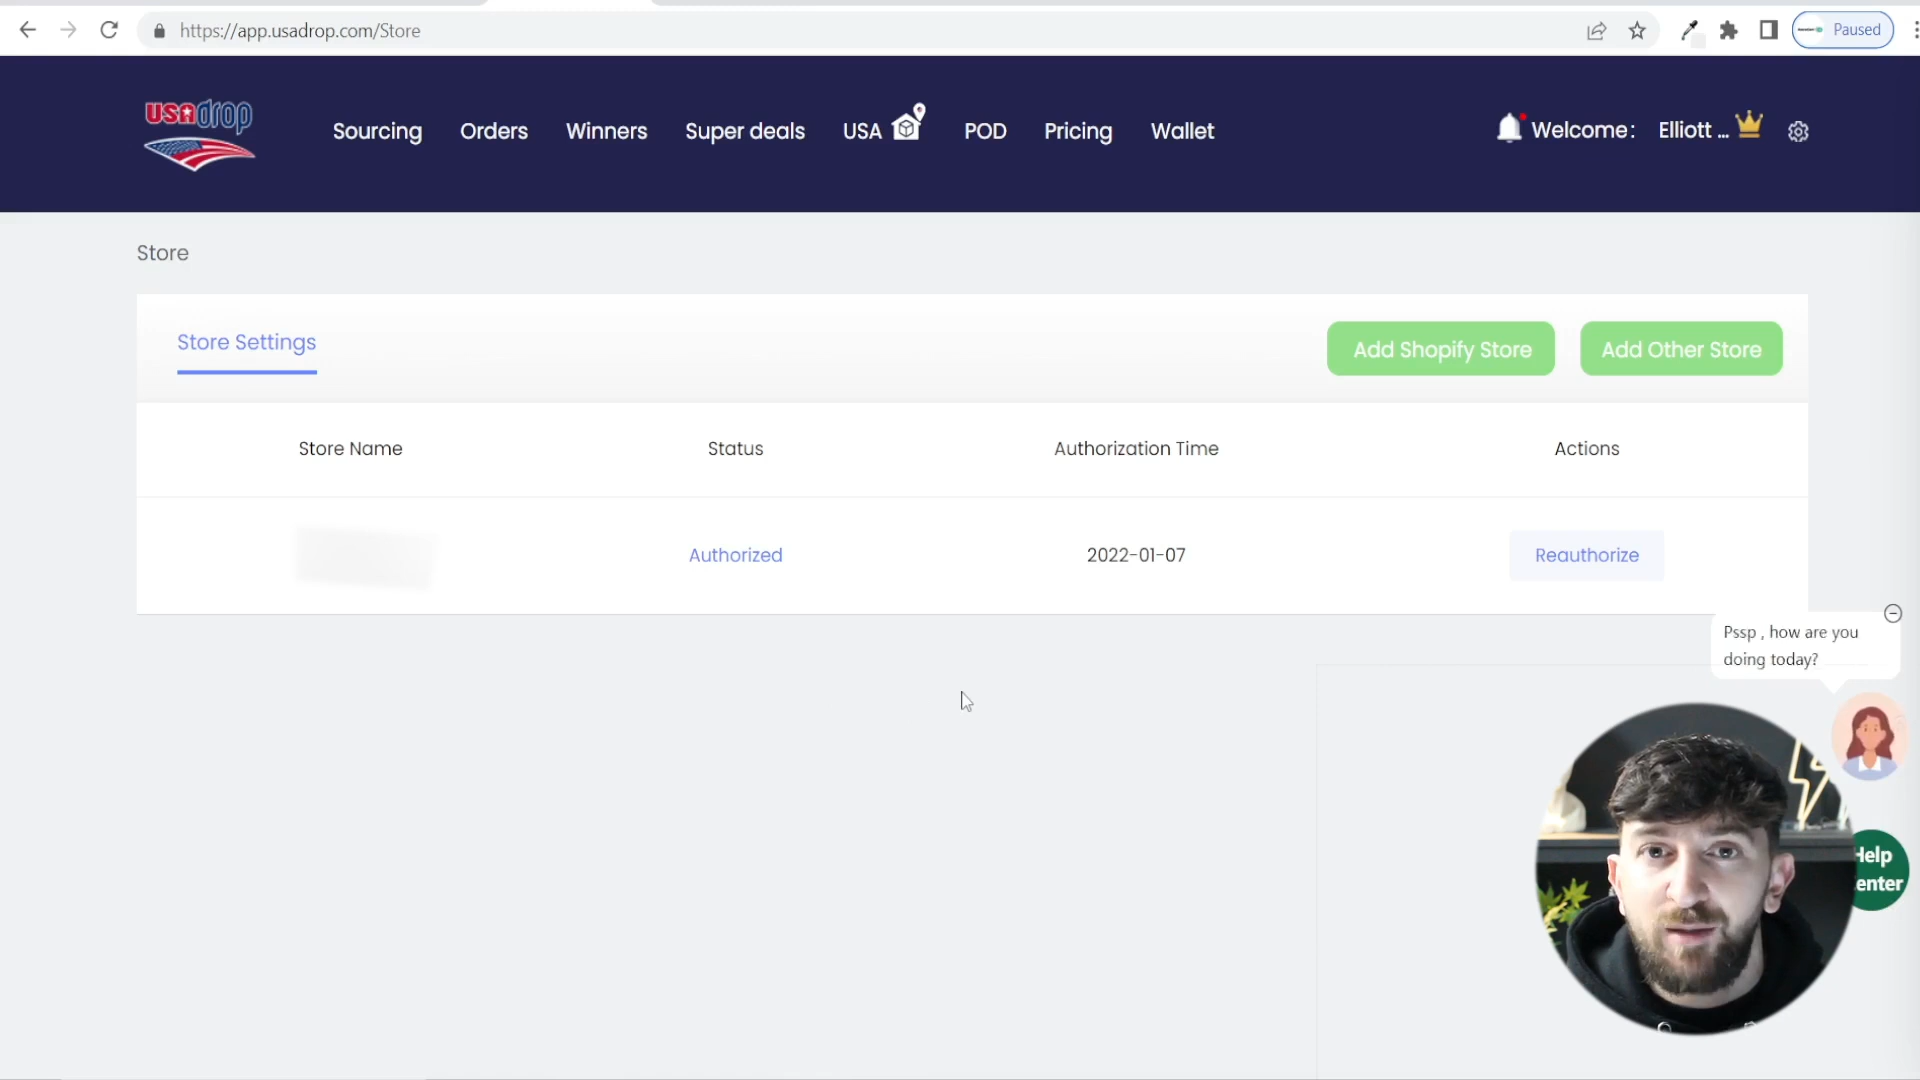 https://app.usadrop.com/Store
Paused
USAdrop
Sourcing Orders Winners Super deals USA POD Pricing Wallet
Welcome: Elliott ...
Store
Store Settings
Add Shopify Store
Add Other Store
Store Name Status Authorization Time Actions
Authorized 2022-01-07 Reauthorize
Pssp , how are you
doing today?
Help
enter